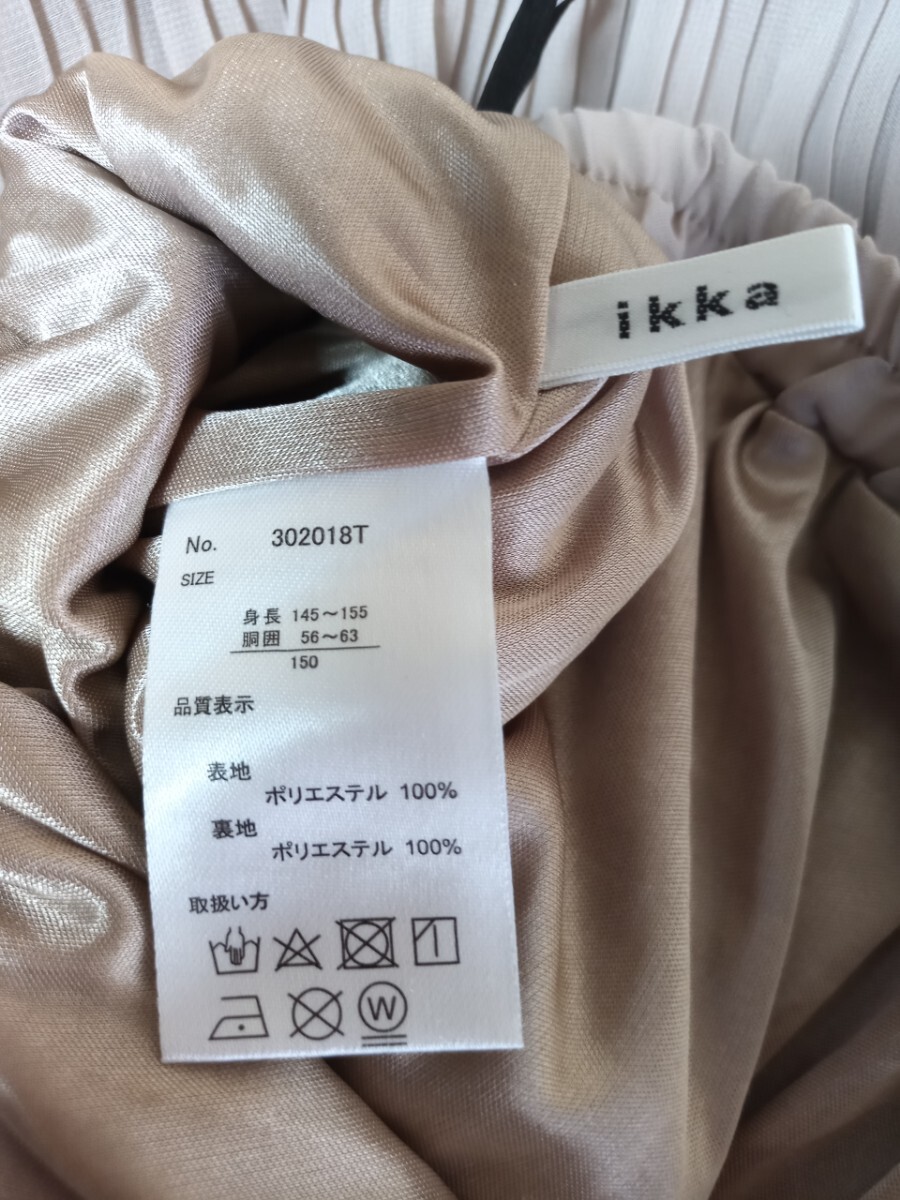 ikka
No. 302018T
SIZE
身長 145～155
胴囲 56～63
150
品質表示
表地
ポリエステル 100%
裏地
ポリエステル 100%
取扱い方
W